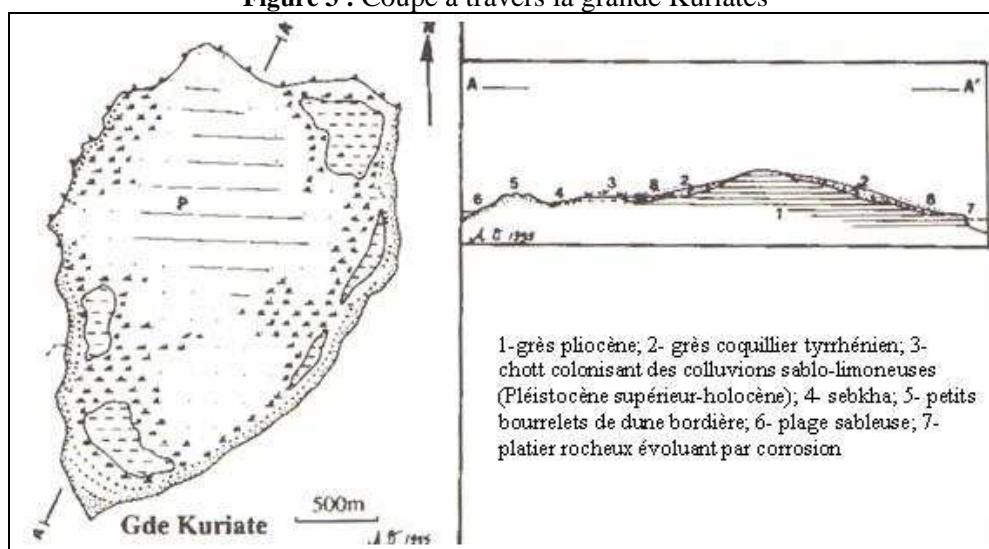 Figure 3 : Coupe à travers la grande Kuriates
A'
N
P
A
500m
Gde Kuriate
A — A'
6 5 4 3 8 2 1 2 6 7
1-grès pliocène; 2- grès coquillier tyrrhénien; 3-
chott colonisant des colluvions sablo-limoneuses
(Pléistocène supérieur-holocène); 4- sebkha; 5- petits
bourrelets de dune bordière; 6- plage sableuse; 7-
platier rocheux évoluant par corrosion